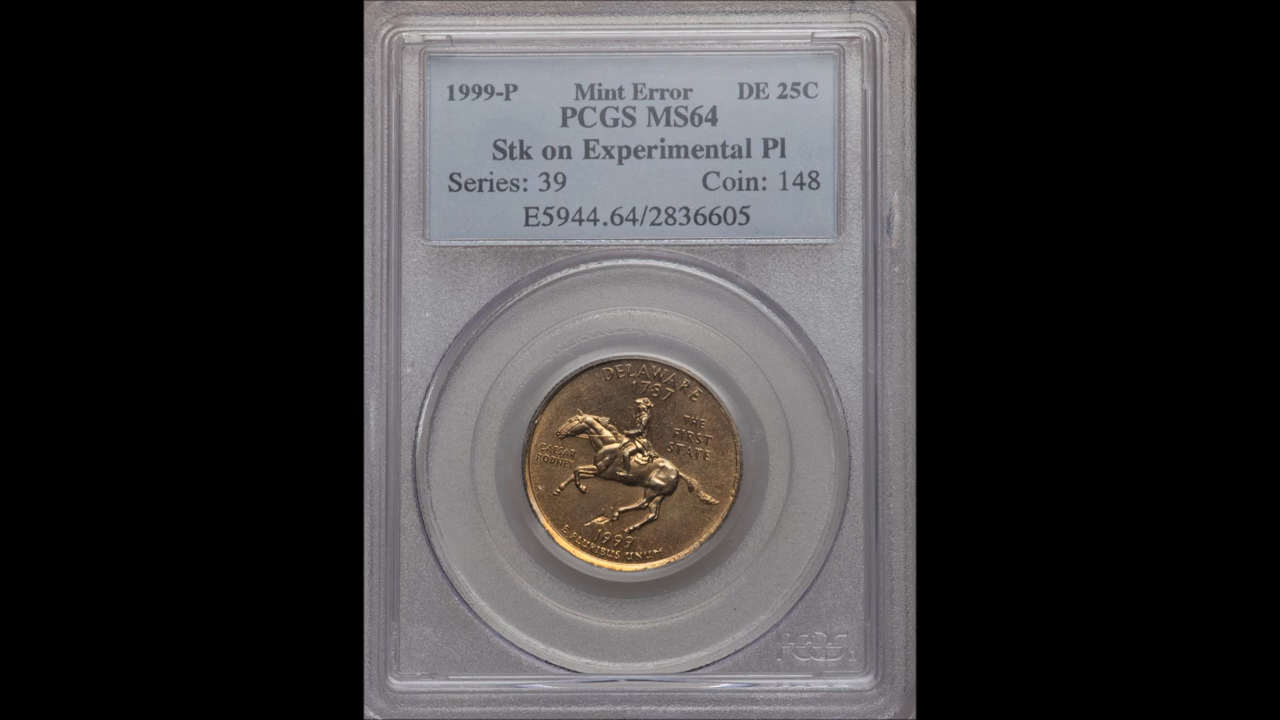 1999-P Mint Error DE 25C
PCGS MS64
Stk on Experimental Pl
Series: 39 Coin: 148
E5944.64/2836605
DELAWARE
1787
THE
FIRST
STATE
CAESAR
RODNEY
1999
E PLURIBUS UNUM
PCGS